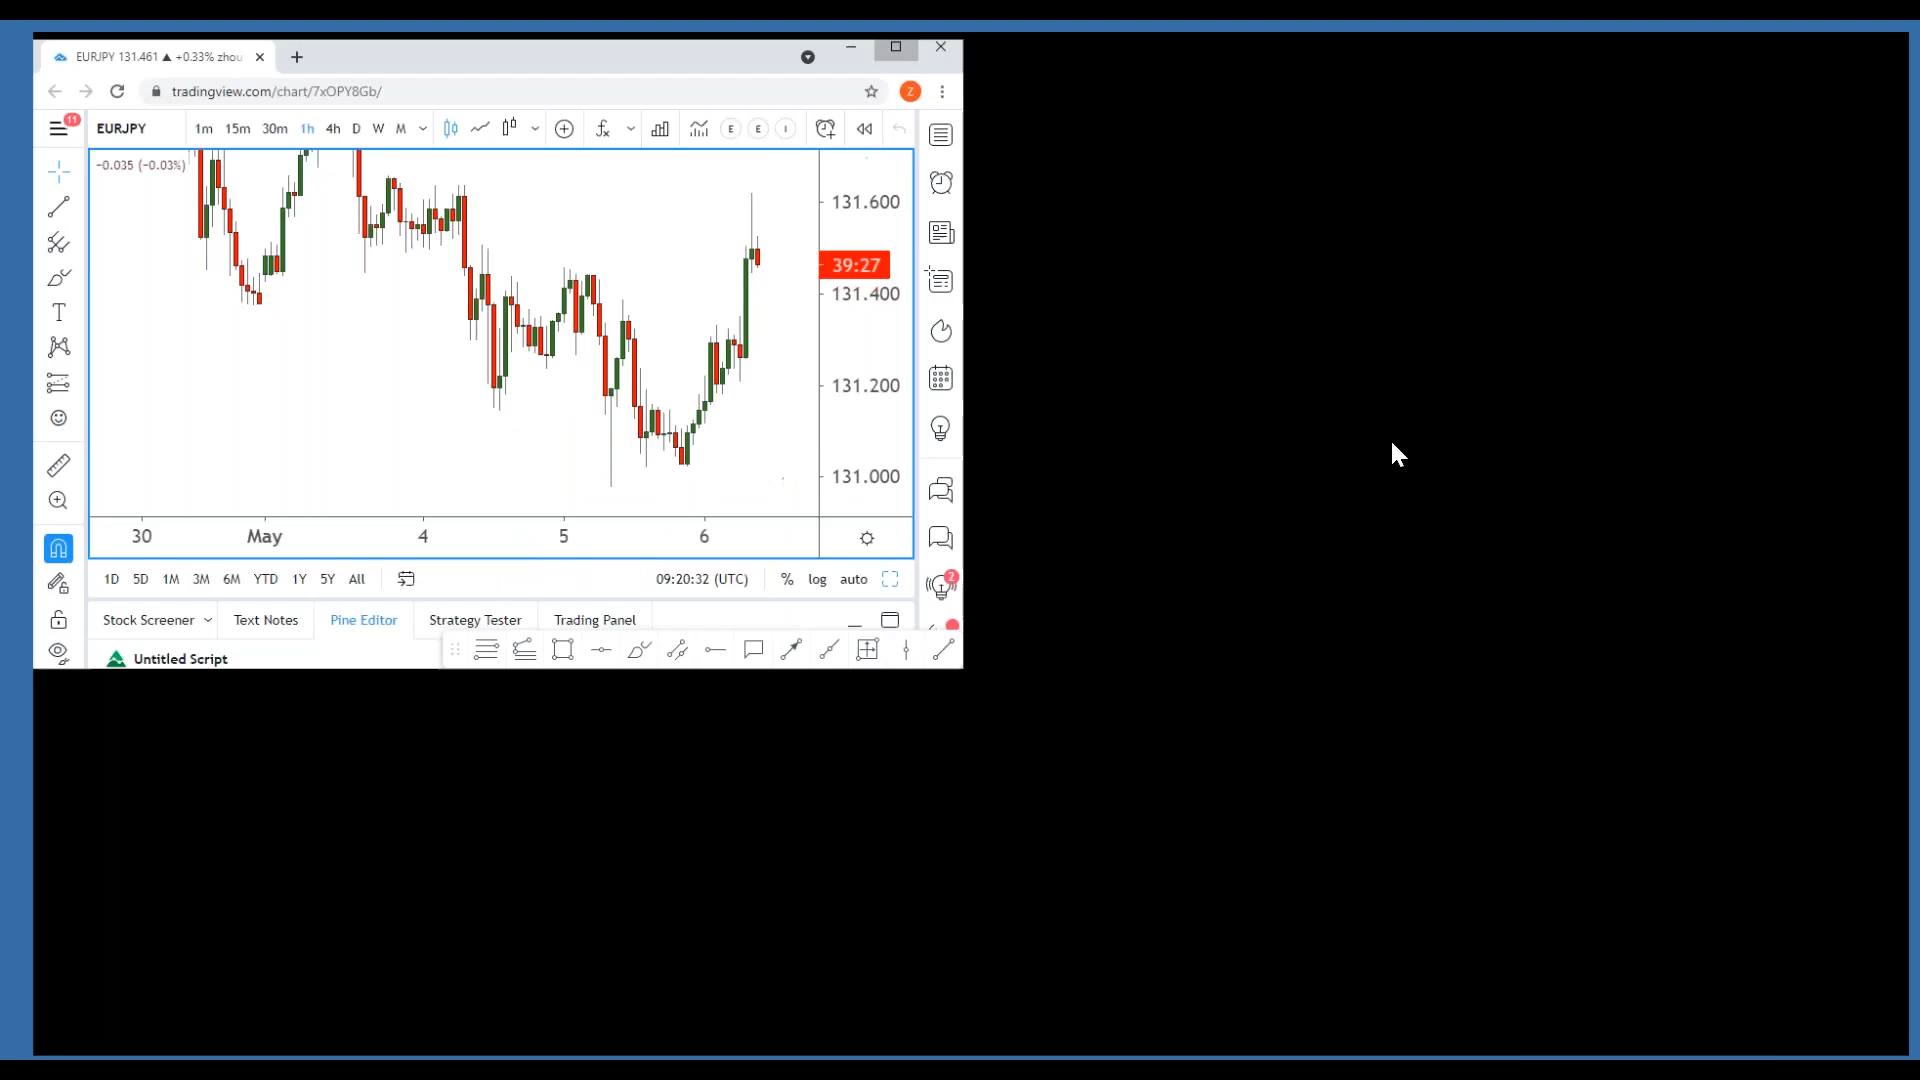 EURJPY 131.461 ▲ +0.33% zhou
Z
tradingview.com/chart/7xOPY8Gb/
11
EURJPY 1m 15m 30m 1h 4h D W M E E I
−0.035 (−0.03%)
131.600
39:27
131.400
131.200
131.000
30 May 4 5 6
1D 5D 1M 3M 6M YTD 1Y 5Y All 09:20:32 (UTC) % log auto
2
Stock Screener Text Notes Pine Editor Strategy Tester Trading Panel
Untitled Script